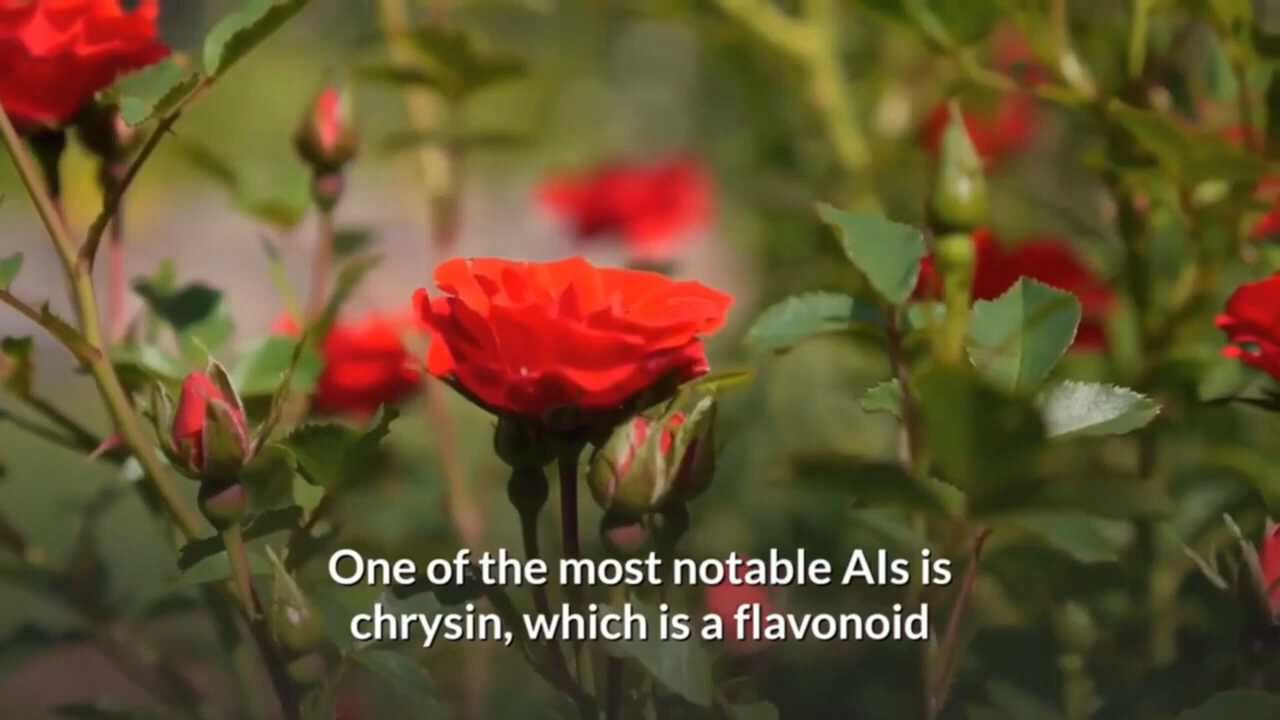 One of the most notable AIs is
chrysin, which is a flavonoid